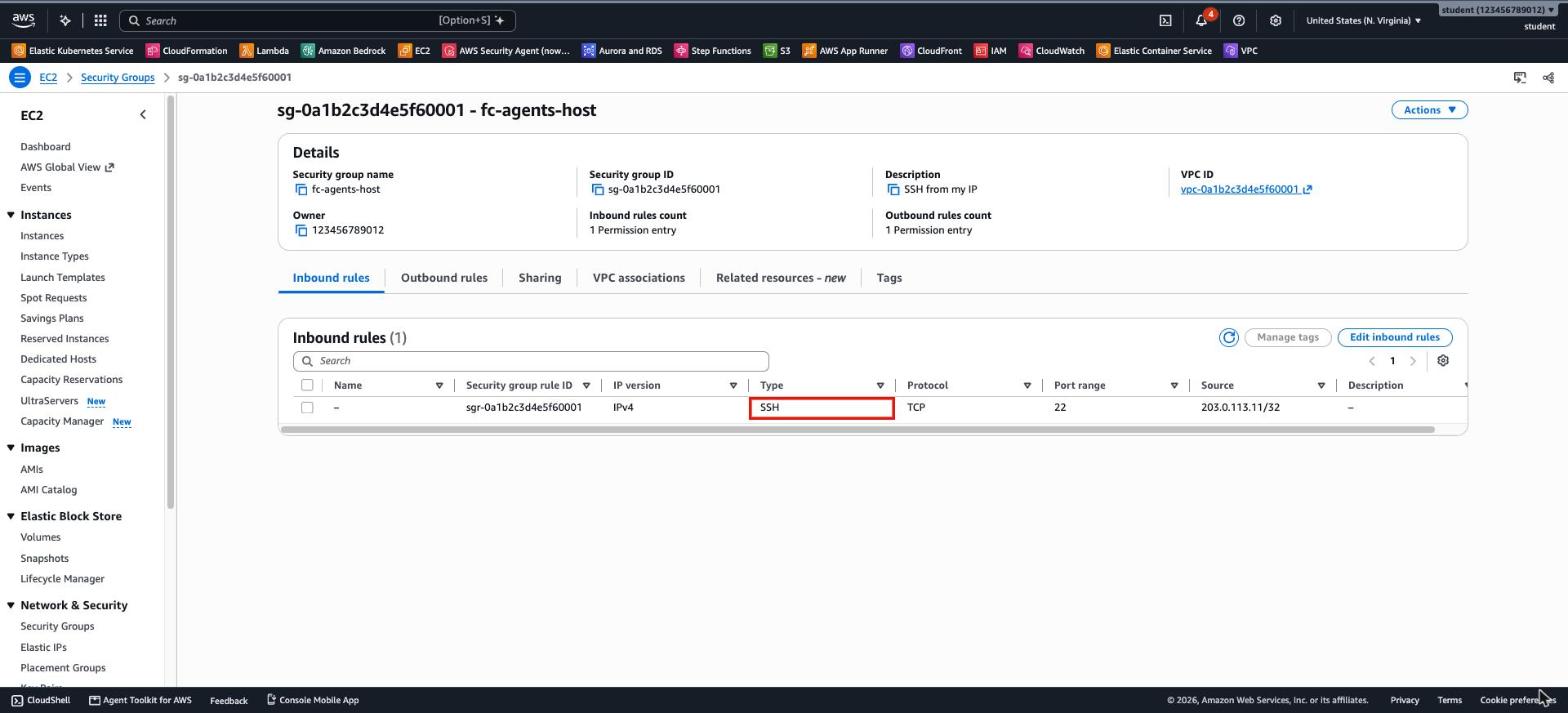 aws Search [Option+S] 4 United States (N. Virginia) student (123456789012)
student
Elastic Kubernetes Service CloudFormation Lambda Amazon Bedrock EC2 AWS Security Agent (now... Aurora and RDS Step Functions S3 AWS App Runner CloudFront IAM CloudWatch Elastic Container Service VPC
EC2 Security Groups sg-0a1b2c3d4e5f60001
EC2
Dashboard
AWS Global View
Events
Instances
Instances
Instance Types
Launch Templates
Spot Requests
Savings Plans
Reserved Instances
Dedicated Hosts
Capacity Reservations
UltraServers New
Capacity Manager New
Images
AMIs
AMI Catalog
Elastic Block Store
Volumes
Snapshots
Lifecycle Manager
Network & Security
Security Groups
Elastic IPs
Placement Groups
sg-0a1b2c3d4e5f60001 - fc-agents-host
Actions
Details
Security group name Security group ID Description VPC ID
fc-agents-host sg-0a1b2c3d4e5f60001 SSH from my IP vpc-0a1b2c3d4e5f60001
Owner Inbound rules count Outbound rules count
123456789012 1 Permission entry 1 Permission entry
Inbound rules Outbound rules Sharing VPC associations Related resources - new Tags
Inbound rules (1) Manage tags Edit inbound rules
Search 1
Name Security group rule ID IP version Type Protocol Port range Source Description
– sgr-0a1b2c3d4e5f60001 IPv4 SSH TCP 22 203.0.113.11/32 –
CloudShell Agent Toolkit for AWS Feedback Console Mobile App © 2026, Amazon Web Services, Inc. or its affiliates. Privacy Terms Cookie preferences